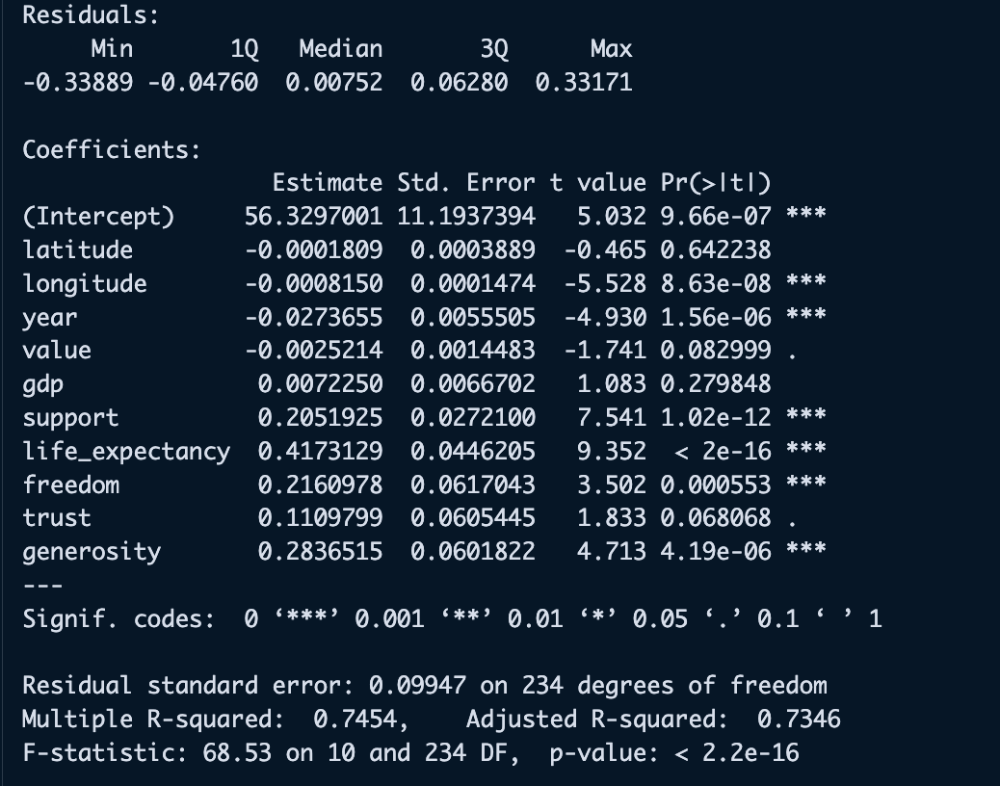 Residuals:
     Min       1Q   Median       3Q      Max
-0.33889 -0.04760  0.00752  0.06280  0.33171

Coefficients:
                  Estimate Std. Error t value Pr(>|t|)
(Intercept)     56.3297001 11.1937394   5.032 9.66e-07 ***
latitude        -0.0001809  0.0003889  -0.465 0.642238
longitude       -0.0008150  0.0001474  -5.528 8.63e-08 ***
year            -0.0273655  0.0055505  -4.930 1.56e-06 ***
value           -0.0025214  0.0014483  -1.741 0.082999 .
gdp              0.0072250  0.0066702   1.083 0.279848
support          0.2051925  0.0272100   7.541 1.02e-12 ***
life_expectancy  0.4173129  0.0446205   9.352  < 2e-16 ***
freedom          0.2160978  0.0617043   3.502 0.000553 ***
trust            0.1109799  0.0605445   1.833 0.068068 .
generosity       0.2836515  0.0601822   4.713 4.19e-06 ***
---
Signif. codes:  0 ‘***’ 0.001 ‘**’ 0.01 ‘*’ 0.05 ‘.’ 0.1 ‘ ’ 1

Residual standard error: 0.09947 on 234 degrees of freedom
Multiple R-squared:  0.7454,    Adjusted R-squared:  0.7346
F-statistic: 68.53 on 10 and 234 DF,  p-value: < 2.2e-16